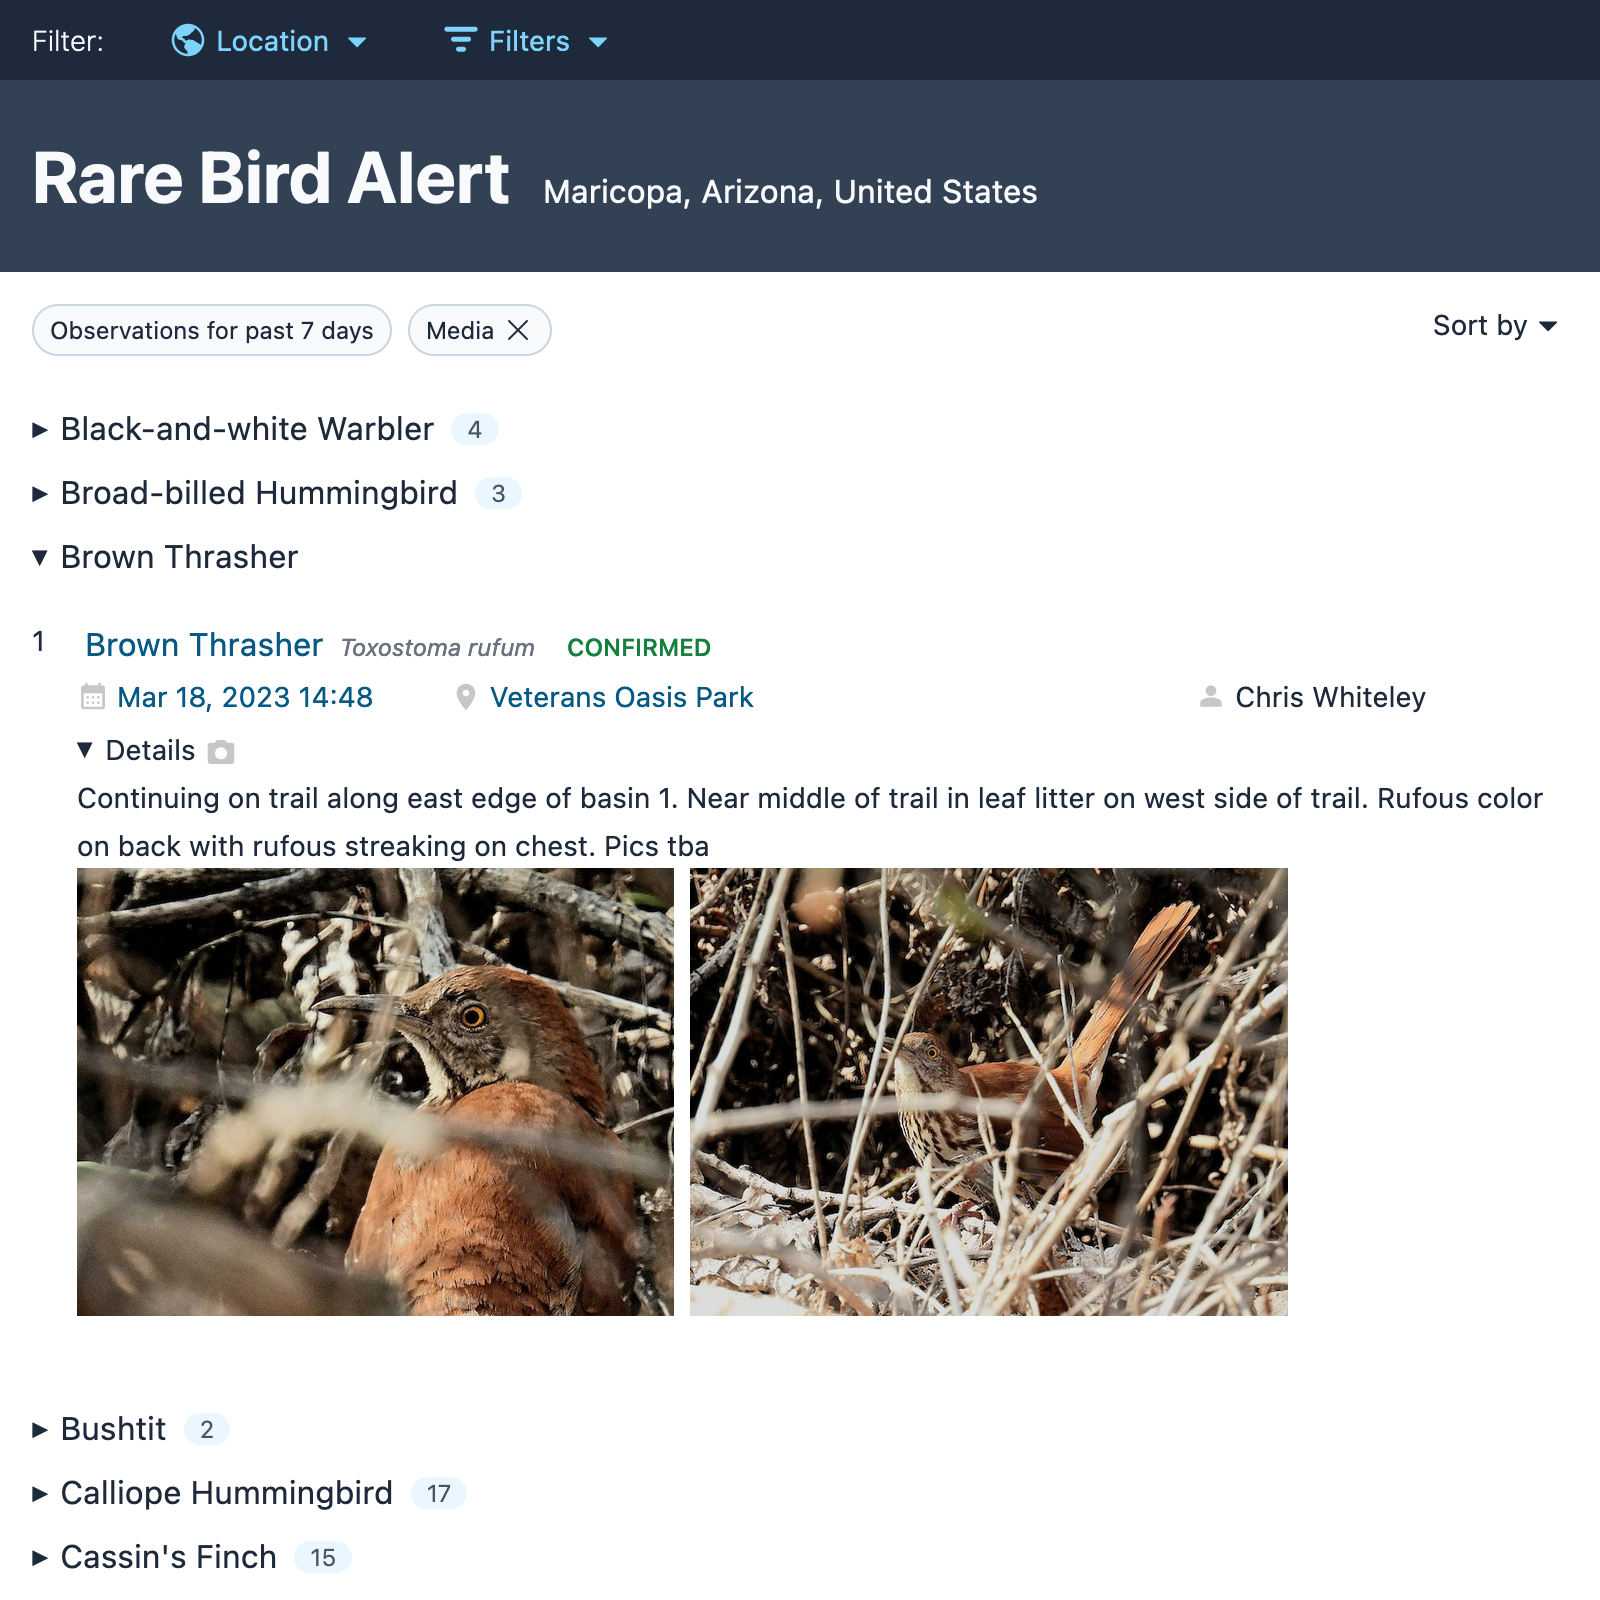 Filter: Location Filters
Rare Bird Alert Maricopa, Arizona, United States
Observations for past 7 days Media Sort by
Black-and-white Warbler 4
Broad-billed Hummingbird 3
Brown Thrasher
1 Brown Thrasher Toxostoma rufum CONFIRMED
Mar 18, 2023 14:48 Veterans Oasis Park Chris Whiteley
Details
Continuing on trail along east edge of basin 1. Near middle of trail in leaf litter on west side of trail. Rufous color
on back with rufous streaking on chest. Pics tba
Bushtit 2
Calliope Hummingbird 17
Cassin's Finch 15